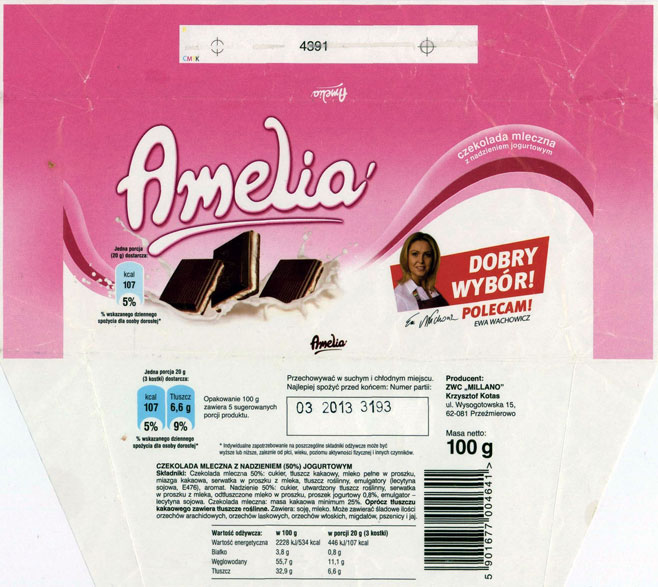 4391
CMYK
Amelia
Amelia
czekolada mleczna
z nadzieniem jogurtowym
Jedna porcja
(20 g) dostarcza:
kcal
107
5%
% wskazanego dziennego
spożycia dla osoby dorosłej*
DOBRY
WYBÓR!
POLECAM!
EWA WACHOWICZ
Amelia
Jedna porcja 20 g
(3 kostki) dostarcza:
kcal
107
5%
Tłuszcz
6,6 g
9%
% wskazanego dziennego
spożycia dla osoby dorosłej*
Opakowanie 100 g
zawiera 5 sugerowanych
porcji produktu.
Przechowywać w suchym i chłodnym miejscu.
Najlepiej spożyć przed końcem: Numer partii:
03 2013 3193
* Indywidualne zapotrzebowanie na poszczególne składniki odżywcze może być
wyższe lub niższe, zależnie od płci, wieku, poziomu aktywności fizycznej i innych czynników.
Producent:
ZWC „MILLANO”
Krzysztof Kotas
ul. Wysogotowska 15,
62-081 Przeźmierowo
Masa netto:
100 g
CZEKOLADA MLECZNA Z NADZIENIEM (50%) JOGURTOWYM
Składniki: Czekolada mleczna 50%: cukier, tłuszcz kakaowy, mleko pełne w proszku,
miazga kakaowa, serwatka w proszku z mleka, tłuszcz roślinny, emulgatory (lecytyna
sojowa, E476), aromat. Nadzienie 50%: cukier, utwardzony tłuszcz roślinny, serwatka
w proszku z mleka, odtłuszczone mleko w proszku, proszek jogurtowy 0,8%, emulgator –
lecytyna sojowa. Czekolada mleczna: masa kakaowa minimum 25%. Oprócz tłuszczu
kakaowego zawiera tłuszcze roślinne. Zawiera: soję, mleko. Może zawierać śladowe ilości
orzechów arachidowych, orzechów laskowych, orzechów włoskich, migdałów, pszenicy i jaj.
Wartość odżywcza: w 100 g w porcji 20 g (3 kostki)
Wartość energetyczna 2228 kJ/534 kcal 446 kJ/107 kcal
Białko 3,8 g 0,8 g
Węglowodany 55,7 g 11,1 g
Tłuszcz 32,9 g 6,6 g
5 901677 004641 >